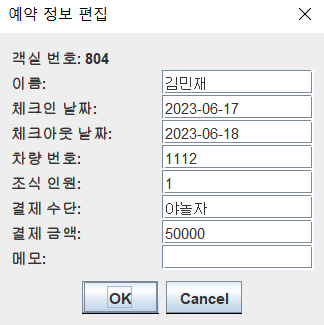 예약 정보 편집
객실 번호: 804
이름: 김민재
체크인 날짜: 2023-06-17
체크아웃 날짜: 2023-06-18
차량 번호: 1112
조식 인원: 1
결제 수단: 야놀자
결제 금액: 50000
메모:
OK Cancel